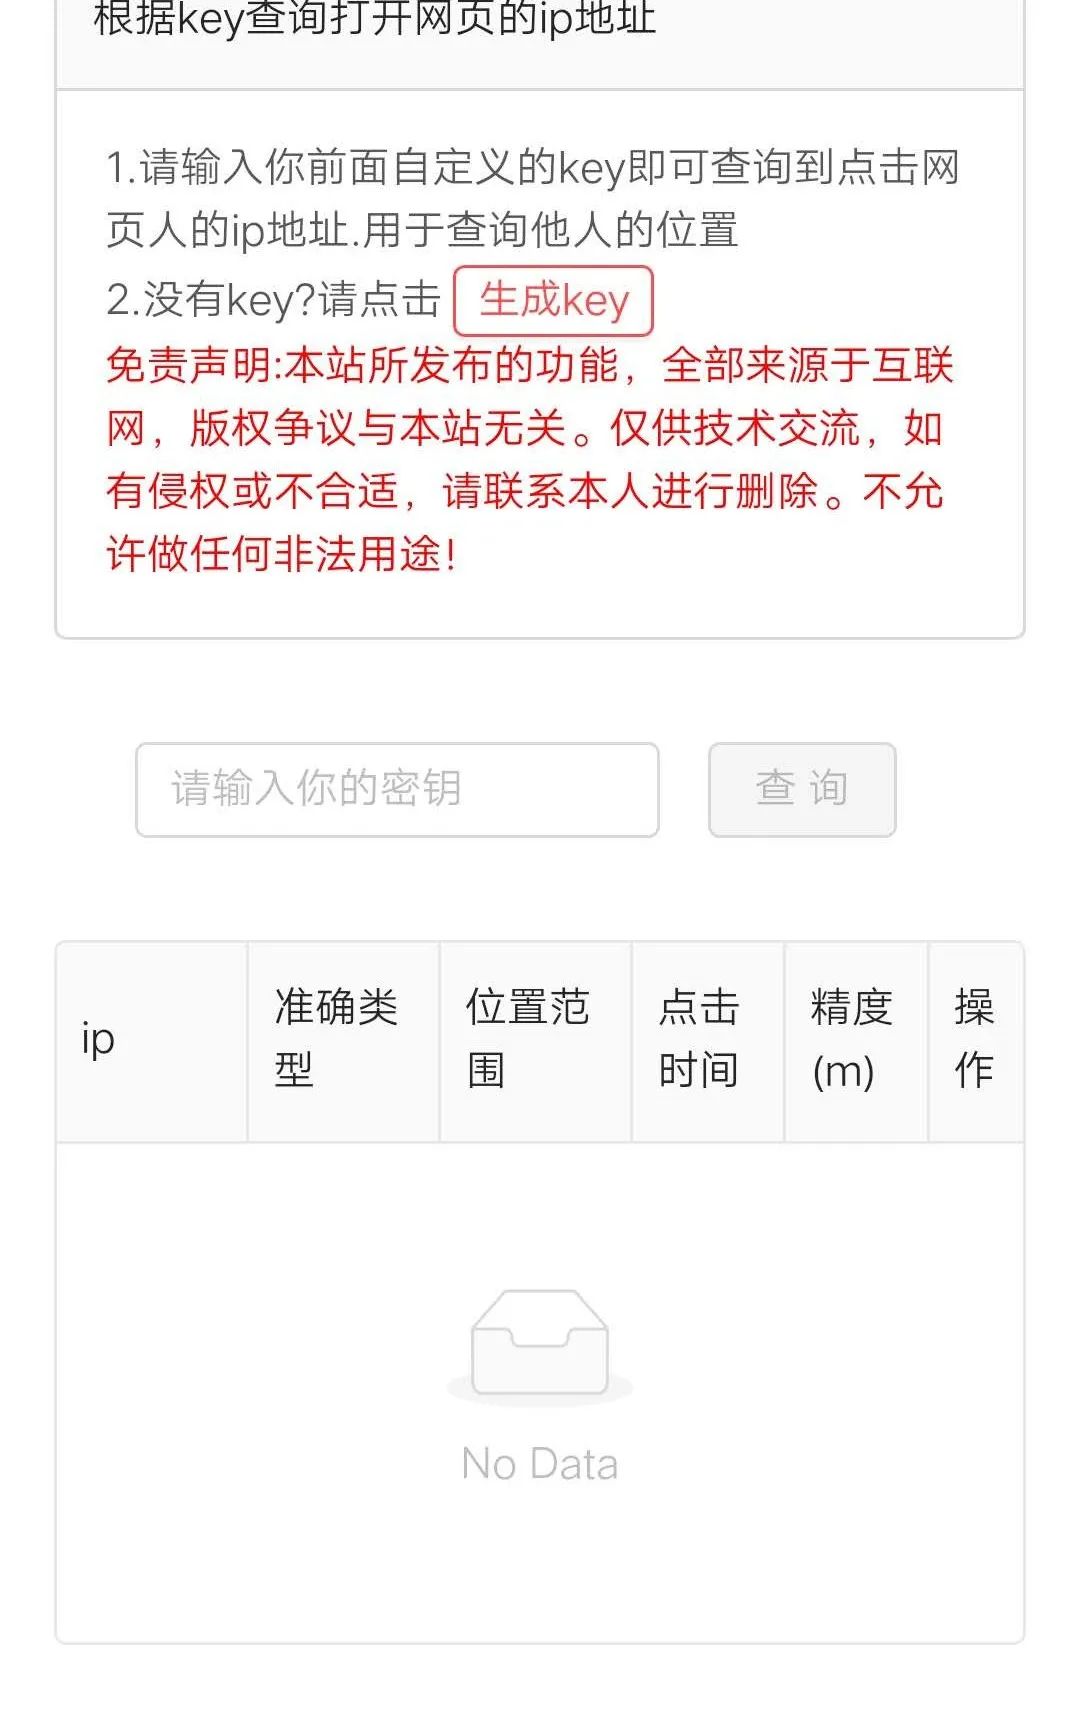 根据key查询打开网页的ip地址
1.请输入你前面自定义的key即可查询到点击网
页人的ip地址.用于查询他人的位置
2.没有key?请点击 生成key
免责声明:本站所发布的功能，全部来源于互联
网，版权争议与本站无关。仅供技术交流，如
有侵权或不合适，请联系本人进行删除。不允
许做任何非法用途!
请输入你的密钥 查 询
ip 准确类 位置范 点击 精度 操
型 围 时间 (m) 作
No Data